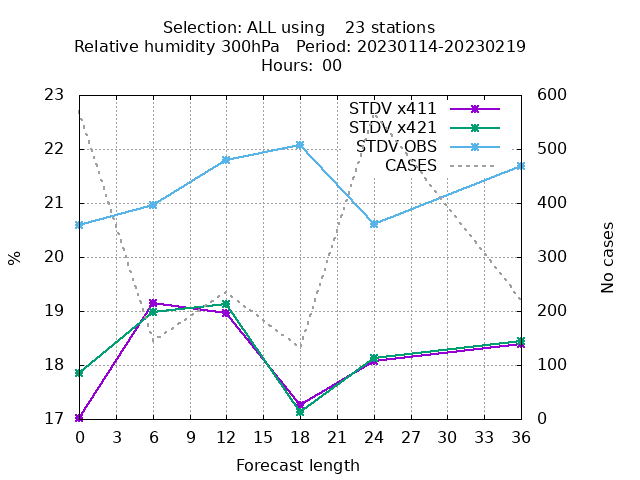 Selection: ALL using    23 stations
Relative humidity 300hPa   Period: 20230114-20230219
Hours: 00
23
22
21
20
19
18
17
%
600
500
400
300
200
100
0
No cases
STDV x411
STDV x421
STDV OBS
CASES
0 3 6 9 12 15 18 21 24 27 30 33 36
Forecast length